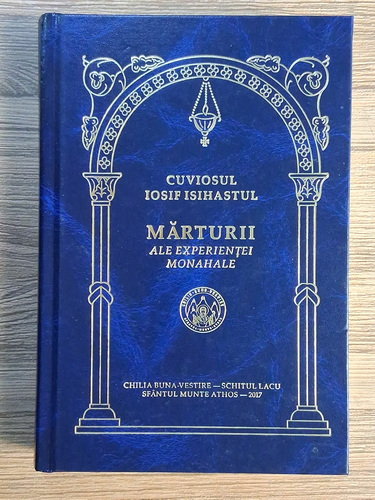 CUVIOSUL
IOSIF ISIHASTUL
MĂRTURII
ALE EXPERIENȚEI
MONAHALE
CHILIA BUNA-VESTIRE — SCHITUL LACU
SFÂNTUL MUNTE ATHOS — 2017